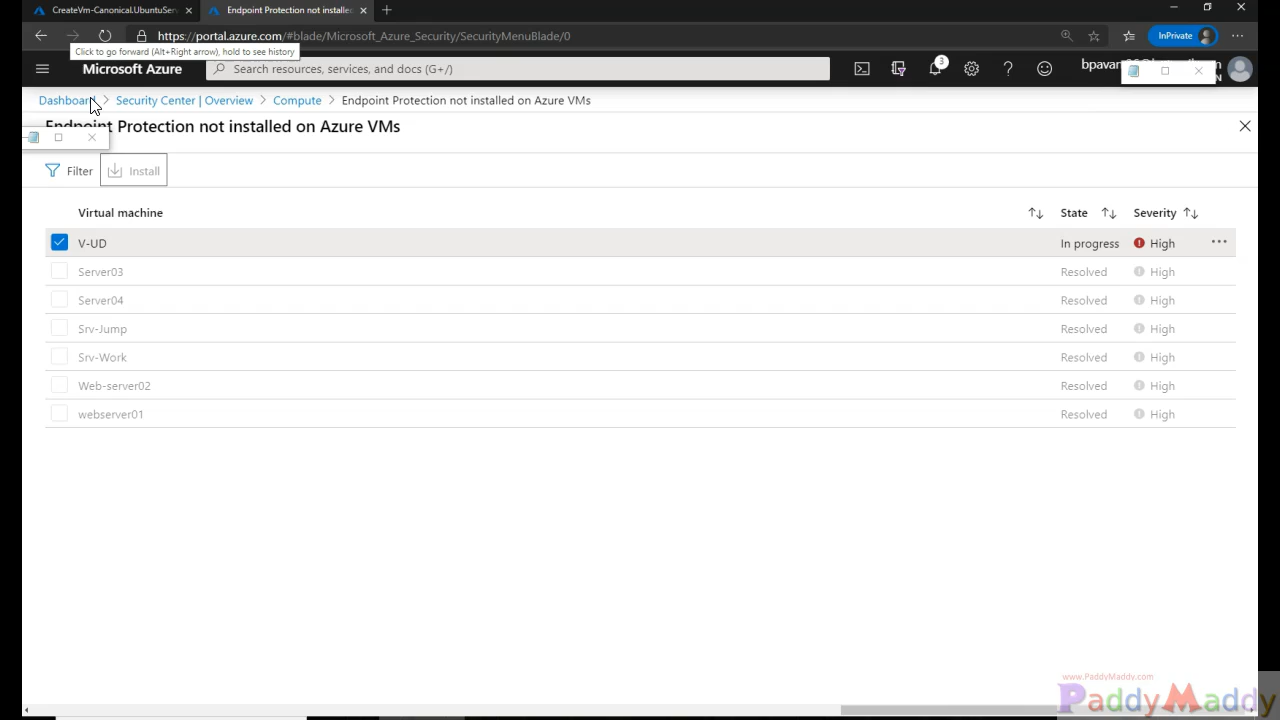 CreateVm-Canonical.UbuntuSer
Endpoint Protection not installe
https://portal.azure.com/#blade/Microsoft_Azure_Security/SecurityMenuBlade/0
InPrivate
Click to go forward (Alt+Right arrow), hold to see history
Microsoft Azure
Search resources, services, and docs (G+/)
3
Dashboard > Security Center | Overview > Compute > Endpoint Protection not installed on Azure VMs
Endpoint Protection not installed on Azure VMs
Filter
Install
Virtual machine State Severity
V-UD In progress High
Server03 Resolved High
Server04 Resolved High
Srv-Jump Resolved High
Srv-Work Resolved High
Web-server02 Resolved High
webserver01 Resolved High
www.PaddyMaddy.com
PaddyMaddy